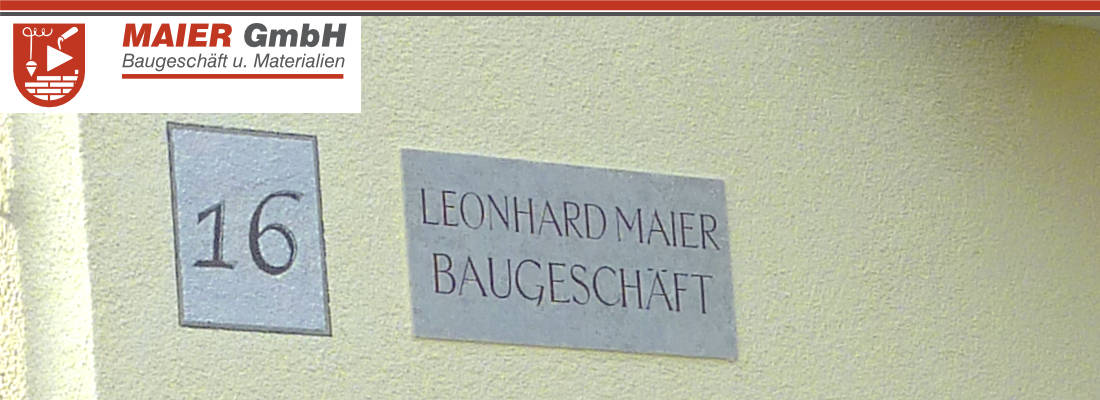 MAIER GmbH
Baugeschäft u. Materialien
16
LEONHARD MAIER
BAUGESCHÄFT